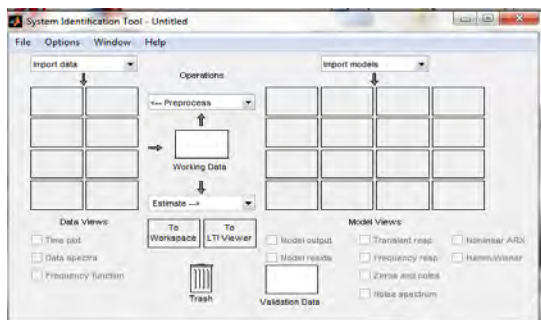 System Identification Tool - Untitled
File Options Window Help
Import data
Operations
Import models
<-- Preprocess
Working Data
Estimate -->
Data Views
To Workspace
To LTI Viewer
Model Views
Time plot
Data spectra
Frequency function
Model output
Model resids
Transient resp
Frequency resp
Zeros and poles
Noise spectrum
Nonlinear ARX
Hamm-Wiener
Trash
Validation Data